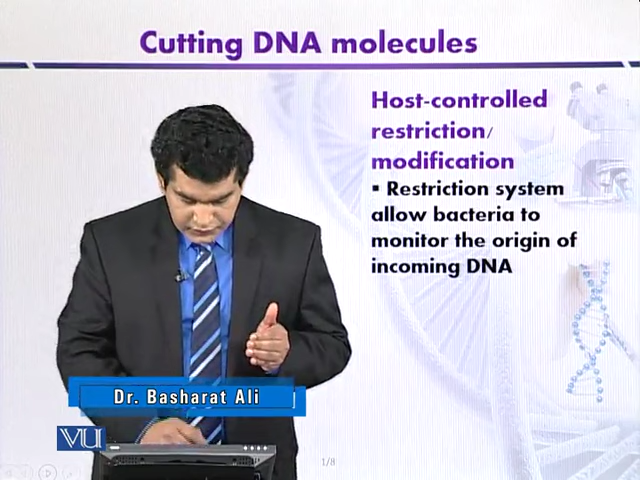 Cutting DNA molecules
Host-controlled
restriction/
modification
▪ Restriction system
allow bacteria to
monitor the origin of
incoming DNA
Dr. Basharat Ali
VU
1/8